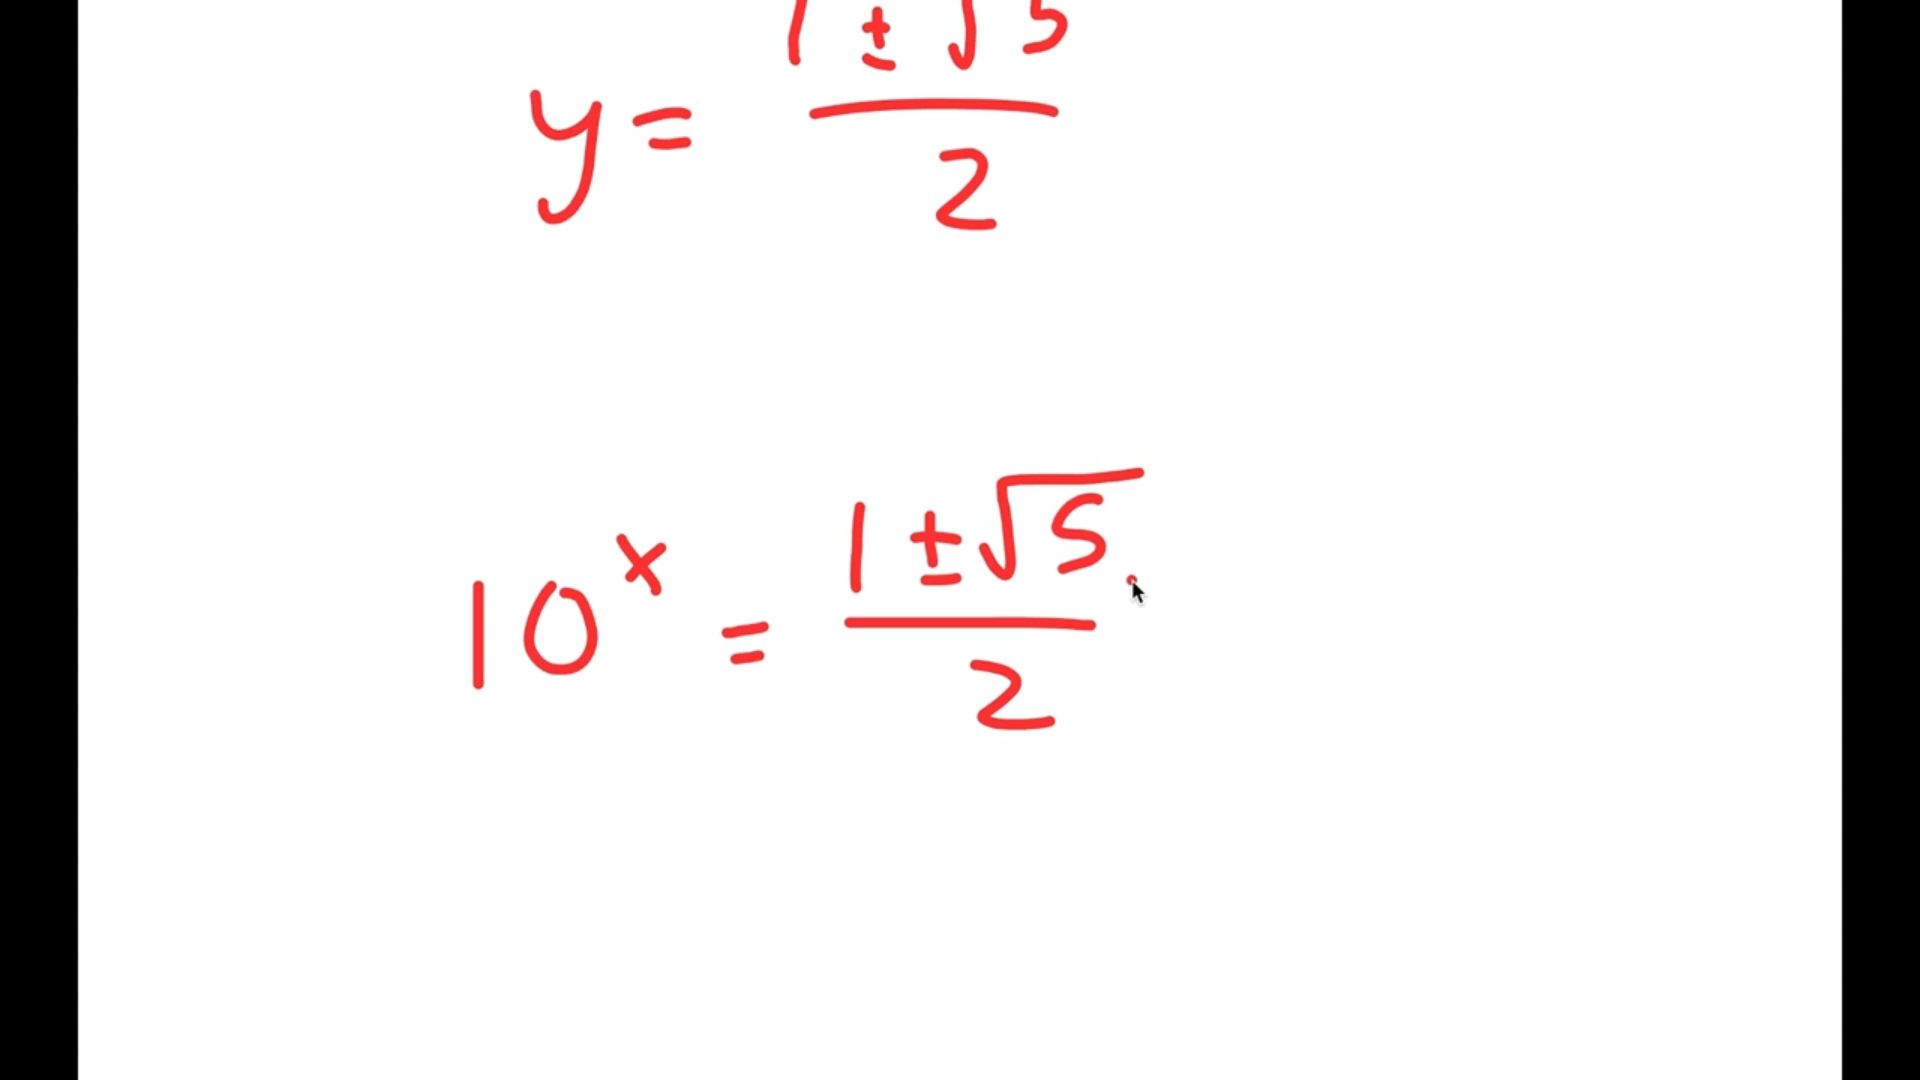 y = (1 ± √5)/2
10^x = (1 ± √5)/2